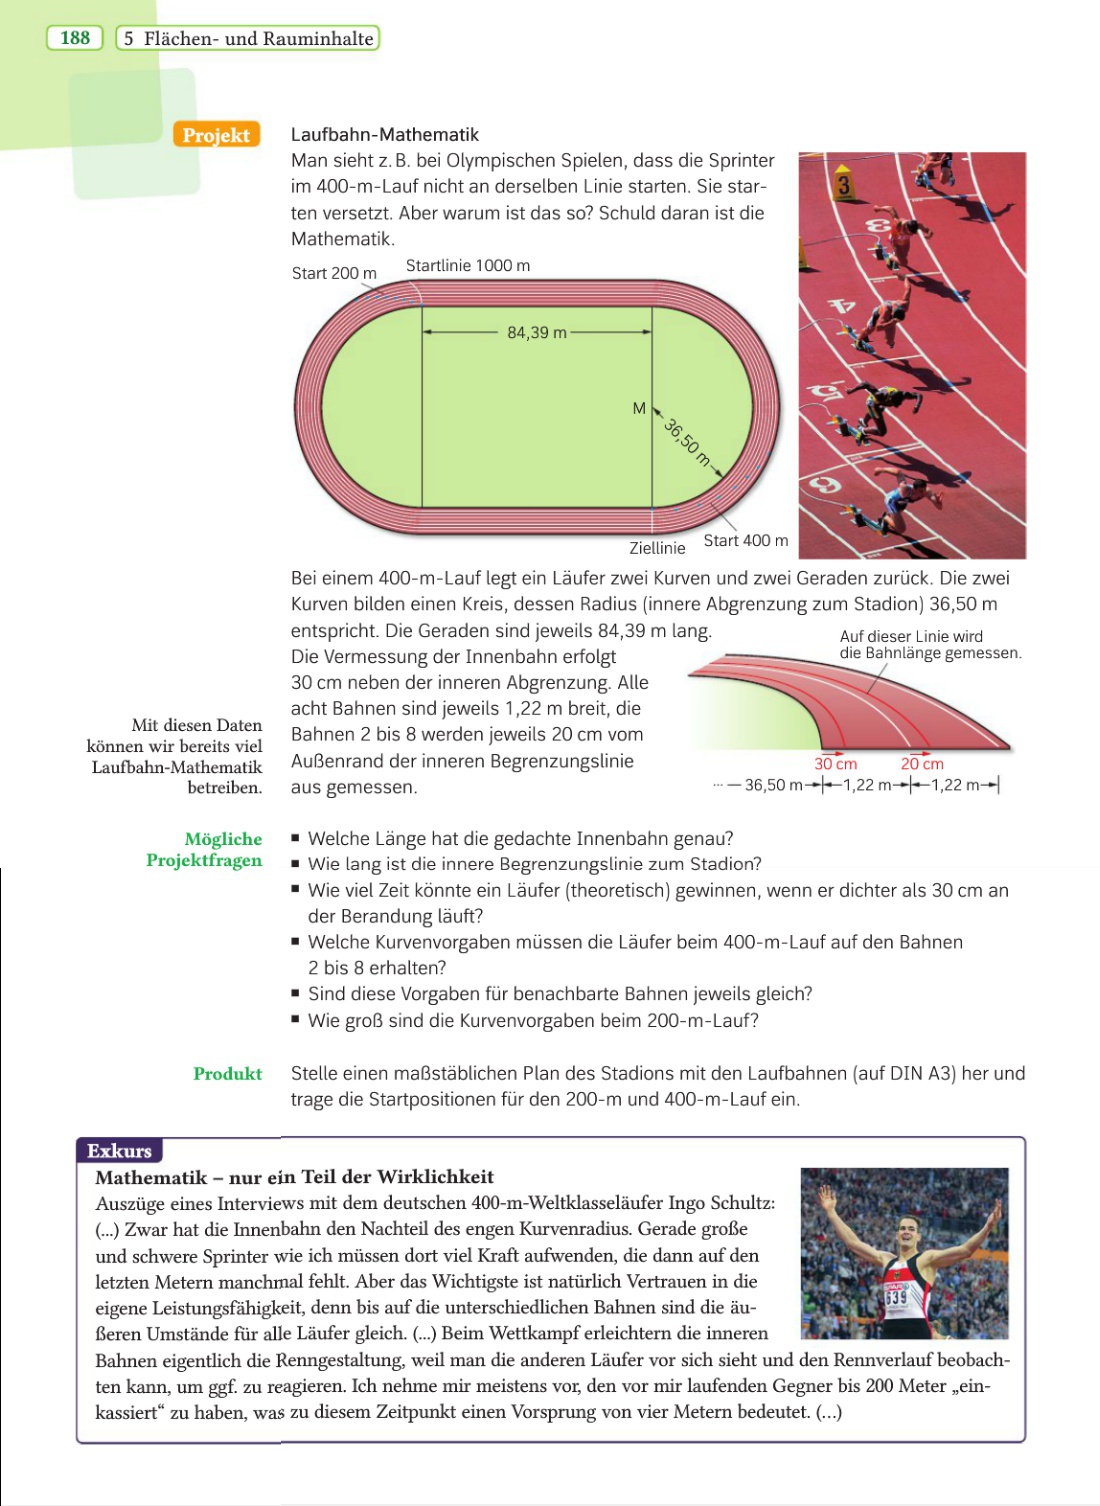 188
5 Flächen- und Rauminhalte
Projekt
Laufbahn-Mathematik
Man sieht z. B. bei Olympischen Spielen, dass die Sprinter
im 400-m-Lauf nicht an derselben Linie starten. Sie star-
ten versetzt. Aber warum ist das so? Schuld daran ist die
Mathematik.
Start 200 m
Startlinie 1000 m
84,39 m
M
36,50 m
Ziellinie
Start 400 m
3
3
4
5
6
Bei einem 400-m-Lauf legt ein Läufer zwei Kurven und zwei Geraden zurück. Die zwei
Kurven bilden einen Kreis, dessen Radius (innere Abgrenzung zum Stadion) 36,50 m
entspricht. Die Geraden sind jeweils 84,39 m lang.
Die Vermessung der Innenbahn erfolgt
30 cm neben der inneren Abgrenzung. Alle
acht Bahnen sind jeweils 1,22 m breit, die
Bahnen 2 bis 8 werden jeweils 20 cm vom
Außenrand der inneren Begrenzungslinie
aus gemessen.
Auf dieser Linie wird
die Bahnlänge gemessen.
30 cm
20 cm
··· — 36,50 m
1,22 m
1,22 m
Mit diesen Daten
können wir bereits viel
Laufbahn-Mathematik
betreiben.
Mögliche
Projektfragen
▪ Welche Länge hat die gedachte Innenbahn genau?
▪ Wie lang ist die innere Begrenzungslinie zum Stadion?
▪ Wie viel Zeit könnte ein Läufer (theoretisch) gewinnen, wenn er dichter als 30 cm an
der Berandung läuft?
▪ Welche Kurvenvorgaben müssen die Läufer beim 400-m-Lauf auf den Bahnen
2 bis 8 erhalten?
▪ Sind diese Vorgaben für benachbarte Bahnen jeweils gleich?
▪ Wie groß sind die Kurvenvorgaben beim 200-m-Lauf?
Produkt
Stelle einen maßstäblichen Plan des Stadions mit den Laufbahnen (auf DIN A3) her und
trage die Startpositionen für den 200-m und 400-m-Lauf ein.
Exkurs
Mathematik – nur ein Teil der Wirklichkeit
Auszüge eines Interviews mit dem deutschen 400-m-Weltklasseläufer Ingo Schultz:
(...) Zwar hat die Innenbahn den Nachteil des engen Kurvenradius. Gerade große
und schwere Sprinter wie ich müssen dort viel Kraft aufwenden, die dann auf den
letzten Metern manchmal fehlt. Aber das Wichtigste ist natürlich Vertrauen in die
eigene Leistungsfähigkeit, denn bis auf die unterschiedlichen Bahnen sind die äu-
ßeren Umstände für alle Läufer gleich. (...) Beim Wettkampf erleichtern die inneren
Bahnen eigentlich die Renngestaltung, weil man die anderen Läufer vor sich sieht und den Rennverlauf beobach-
ten kann, um ggf. zu reagieren. Ich nehme mir meistens vor, den vor mir laufenden Gegner bis 200 Meter „ein-
kassiert“ zu haben, was zu diesem Zeitpunkt einen Vorsprung von vier Metern bedeutet. (...)
639